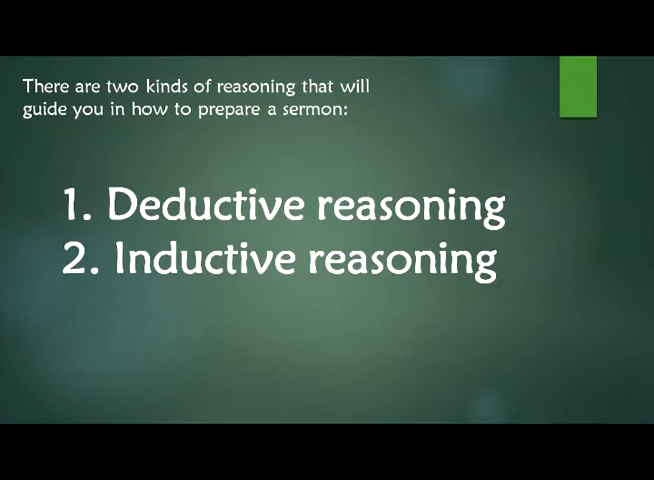 There are two kinds of reasoning that will
guide you in how to prepare a sermon:
1. Deductive reasoning
2. Inductive reasoning